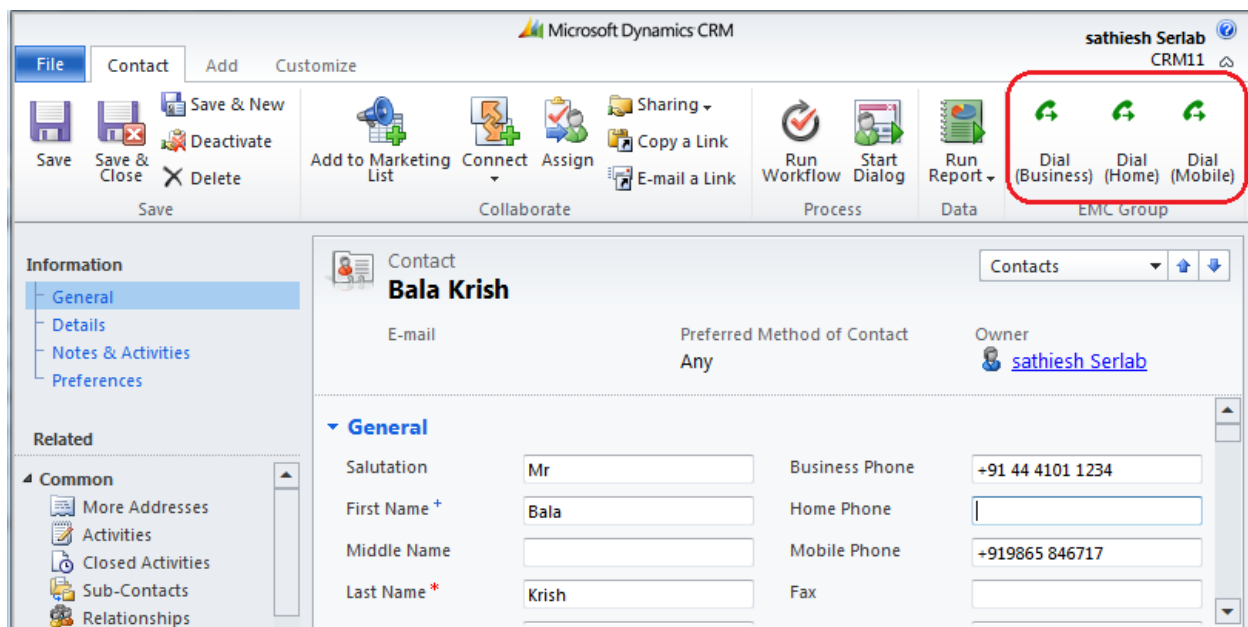 Microsoft Dynamics CRM
sathiesh Serlab
CRM11
File Contact Add Customize
Save
Save & Close
Save & New
Deactivate
Delete
Add to Marketing List
Connect
Assign
Sharing
Copy a Link
E-mail a Link
Run Workflow
Start Dialog
Run Report
Dial (Business)
Dial (Home)
Dial (Mobile)
Save Collaborate Process Data EMC Group
Information
General
Details
Notes & Activities
Preferences
Related
Common
More Addresses
Activities
Closed Activities
Sub-Contacts
Relationships
Contact
Bala Krish
Contacts
E-mail Preferred Method of Contact Owner
Any sathiesh Serlab
General
Salutation Mr Business Phone +91 44 4101 1234
First Name + Bala Home Phone
Middle Name Mobile Phone +919865 846717
Last Name * Krish Fax